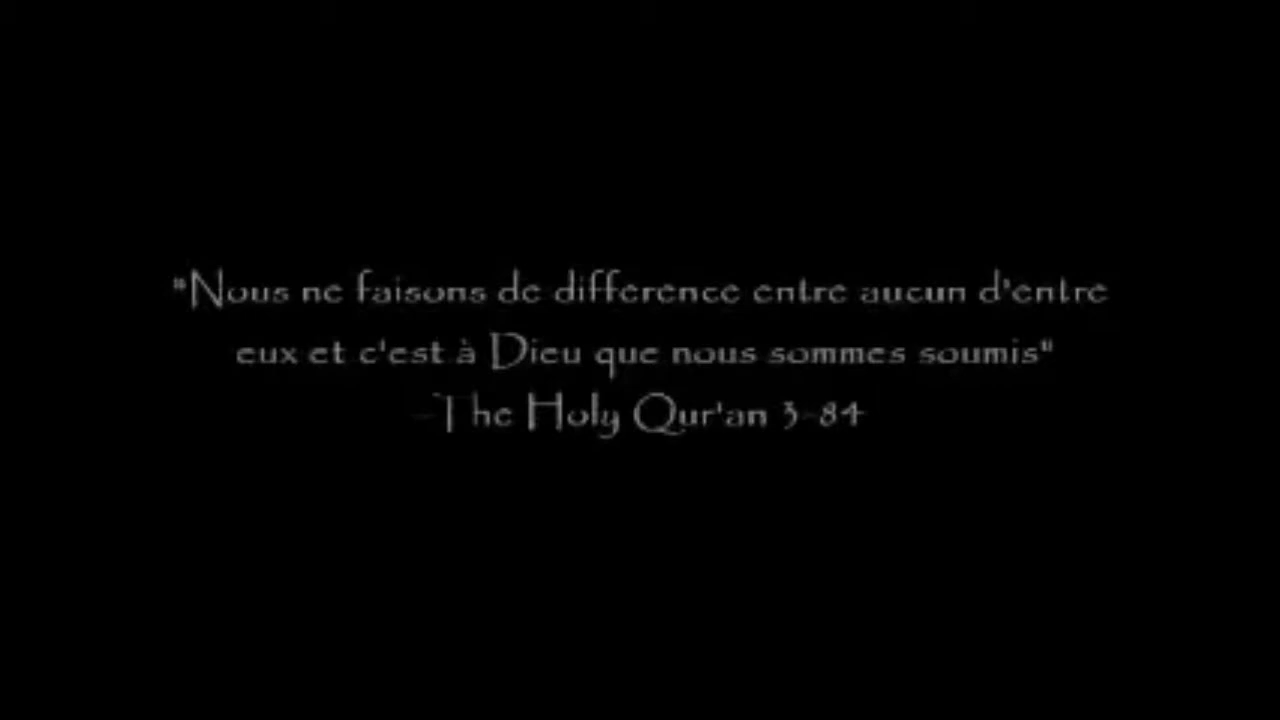 "Nous ne faisons de difference entre aucun d'entre
eux et c'est à Dieu que nous sommes soumis"
-The Holy Qur'an 3-84